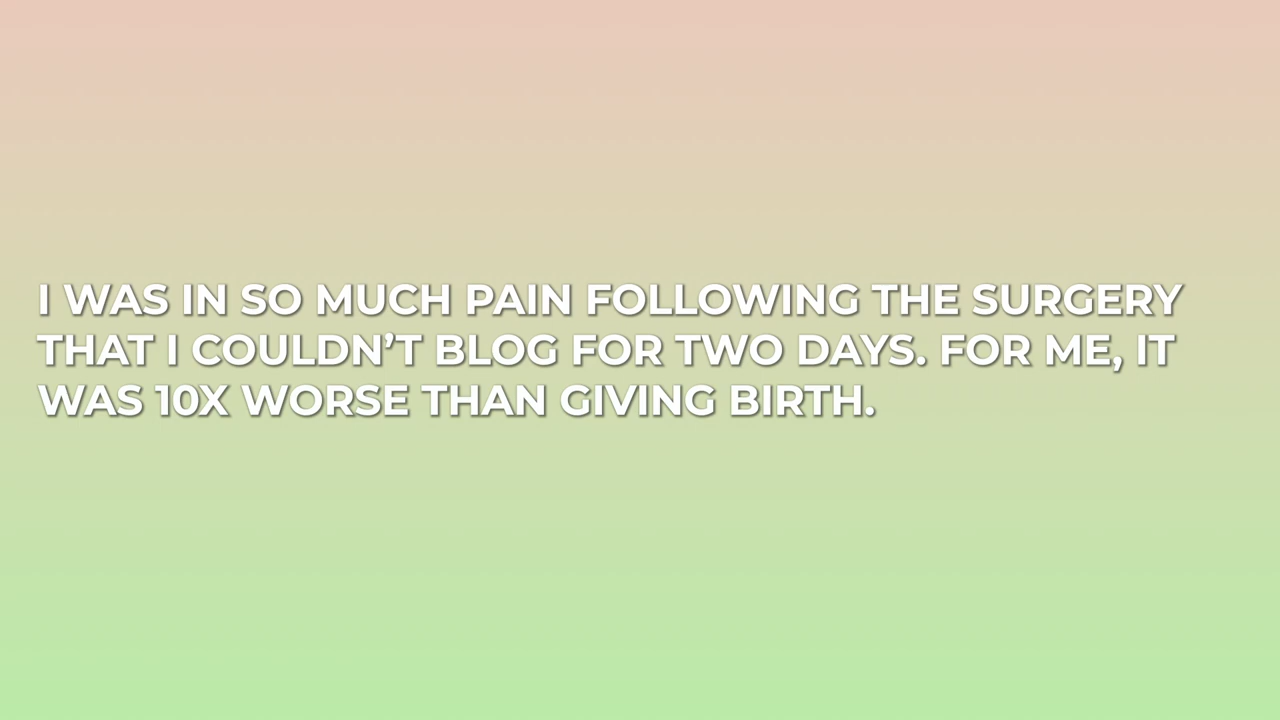 I WAS IN SO MUCH PAIN FOLLOWING THE SURGERY
THAT I COULDN’T BLOG FOR TWO DAYS. FOR ME, IT
WAS 10X WORSE THAN GIVING BIRTH.